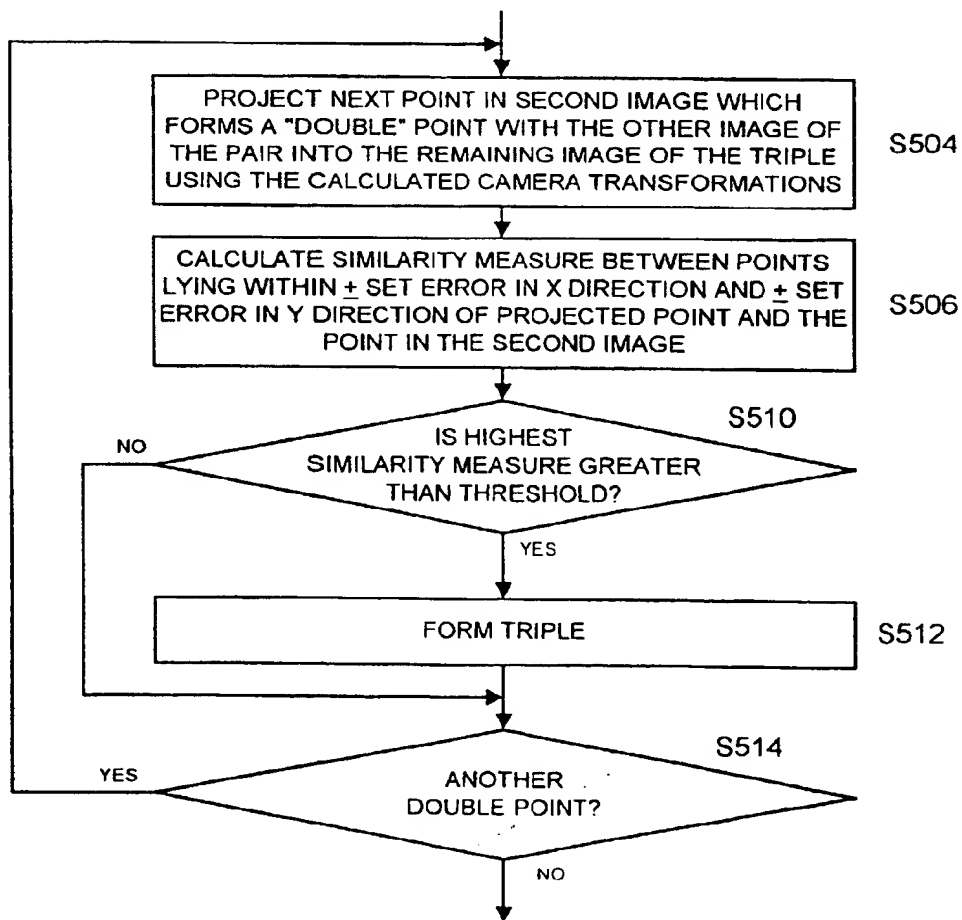 PROJECT NEXT POINT IN SECOND IMAGE WHICH
FORMS A "DOUBLE" POINT WITH THE OTHER IMAGE OF
THE PAIR INTO THE REMAINING IMAGE OF THE TRIPLE
USING THE CALCULATED CAMERA TRANSFORMATIONS
S504
CALCULATE SIMILARITY MEASURE BETWEEN POINTS
LYING WITHIN ± SET ERROR IN X DIRECTION AND ± SET
ERROR IN Y DIRECTION OF PROJECTED POINT AND THE
POINT IN THE SECOND IMAGE
S506
S510
NO
IS HIGHEST
SIMILARITY MEASURE GREATER
THAN THRESHOLD?
YES
FORM TRIPLE
S512
S514
YES
ANOTHER
DOUBLE POINT?
NO